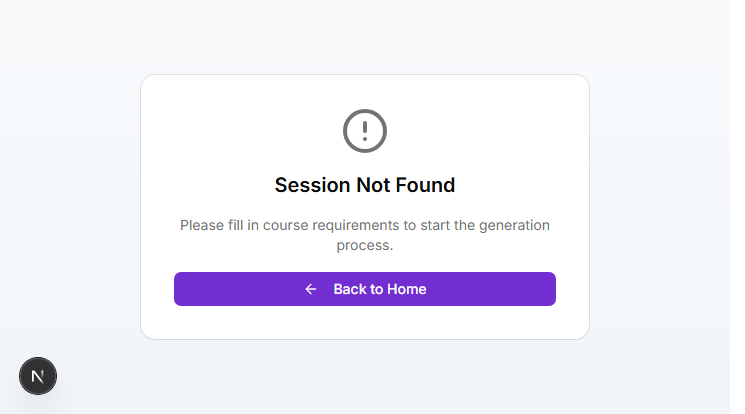 Session Not Found
Please fill in course requirements to start the generation
process.
Back to Home
N